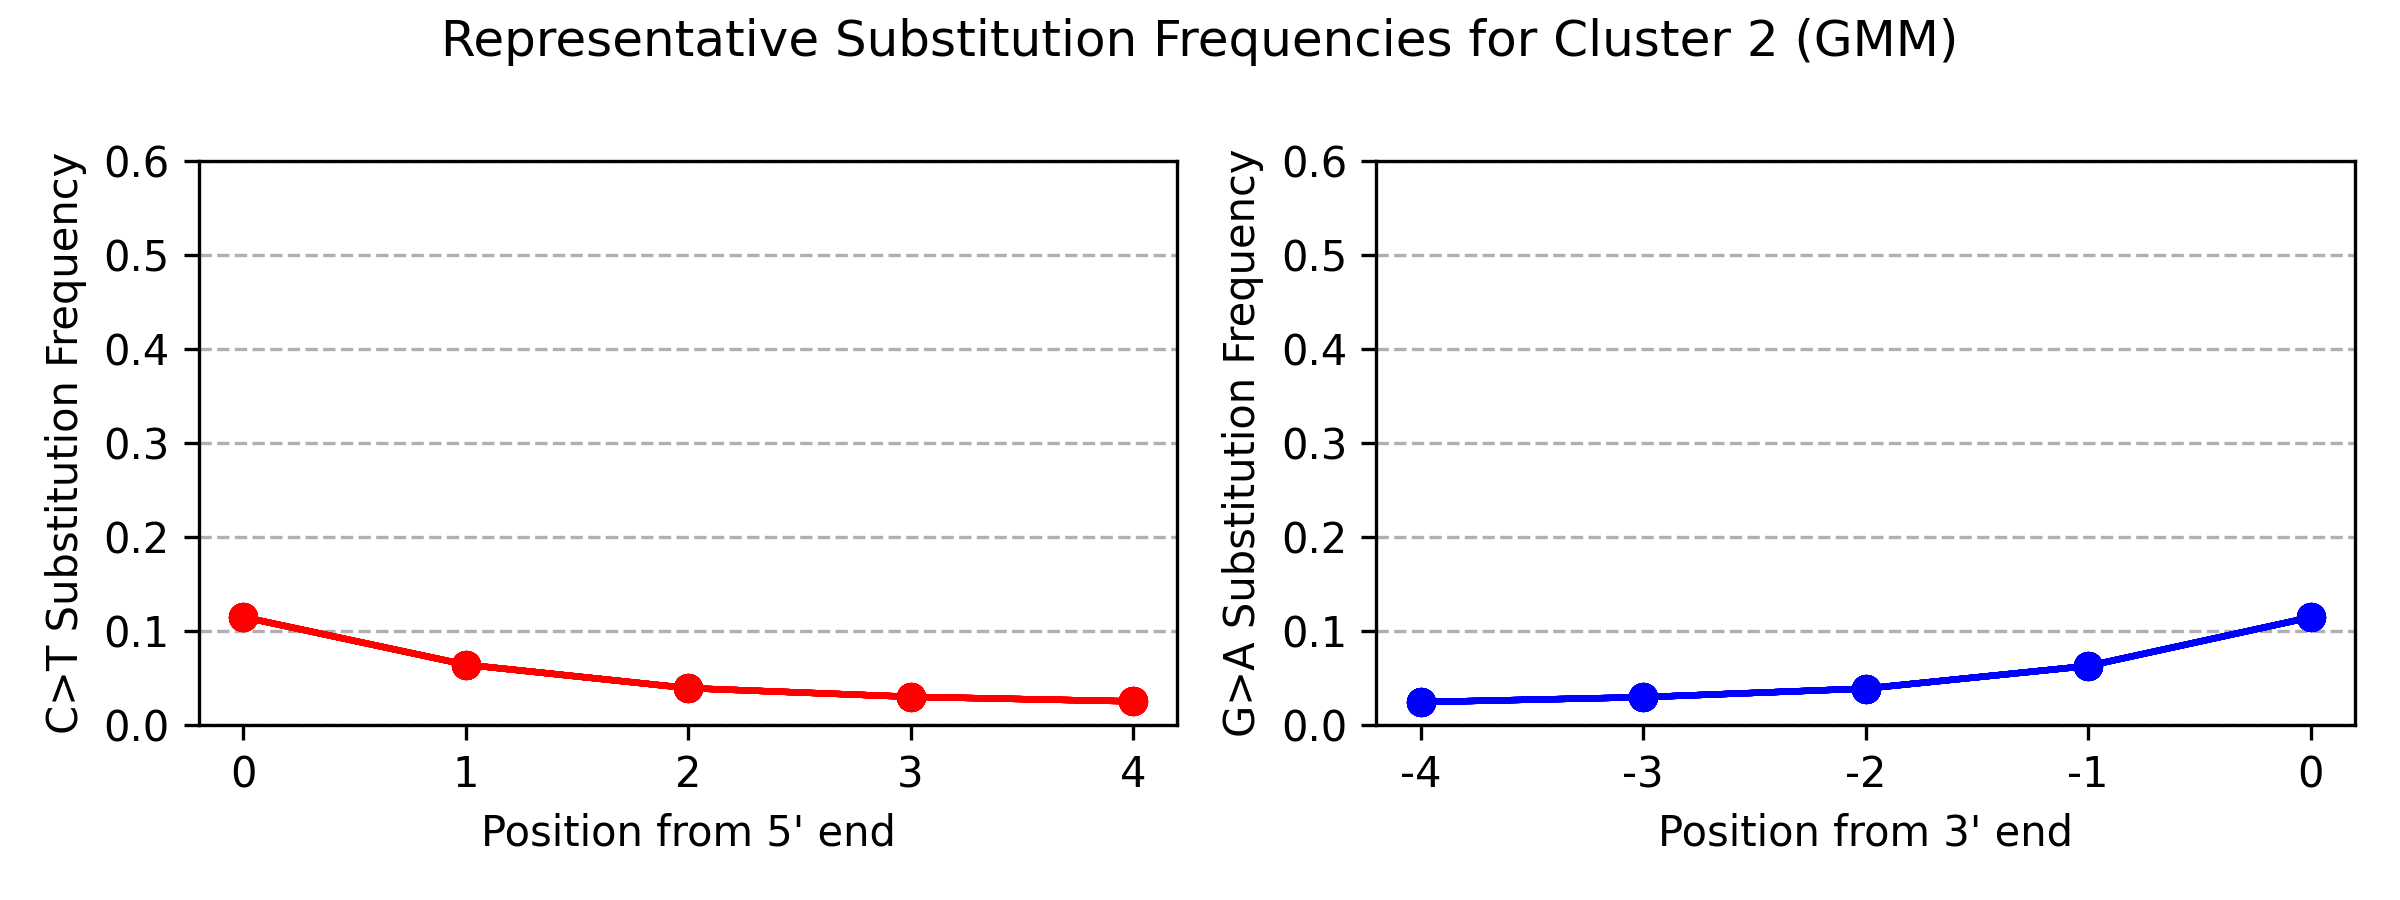 Representative Substitution Frequencies for Cluster 2 (GMM)
C>T Substitution Frequency
0.6
0.5
0.4
0.3
0.2
0.1
0.0
0 1 2 3 4
Position from 5' end
G>A Substitution Frequency
0.6
0.5
0.4
0.3
0.2
0.1
0.0
-4 -3 -2 -1 0
Position from 3' end